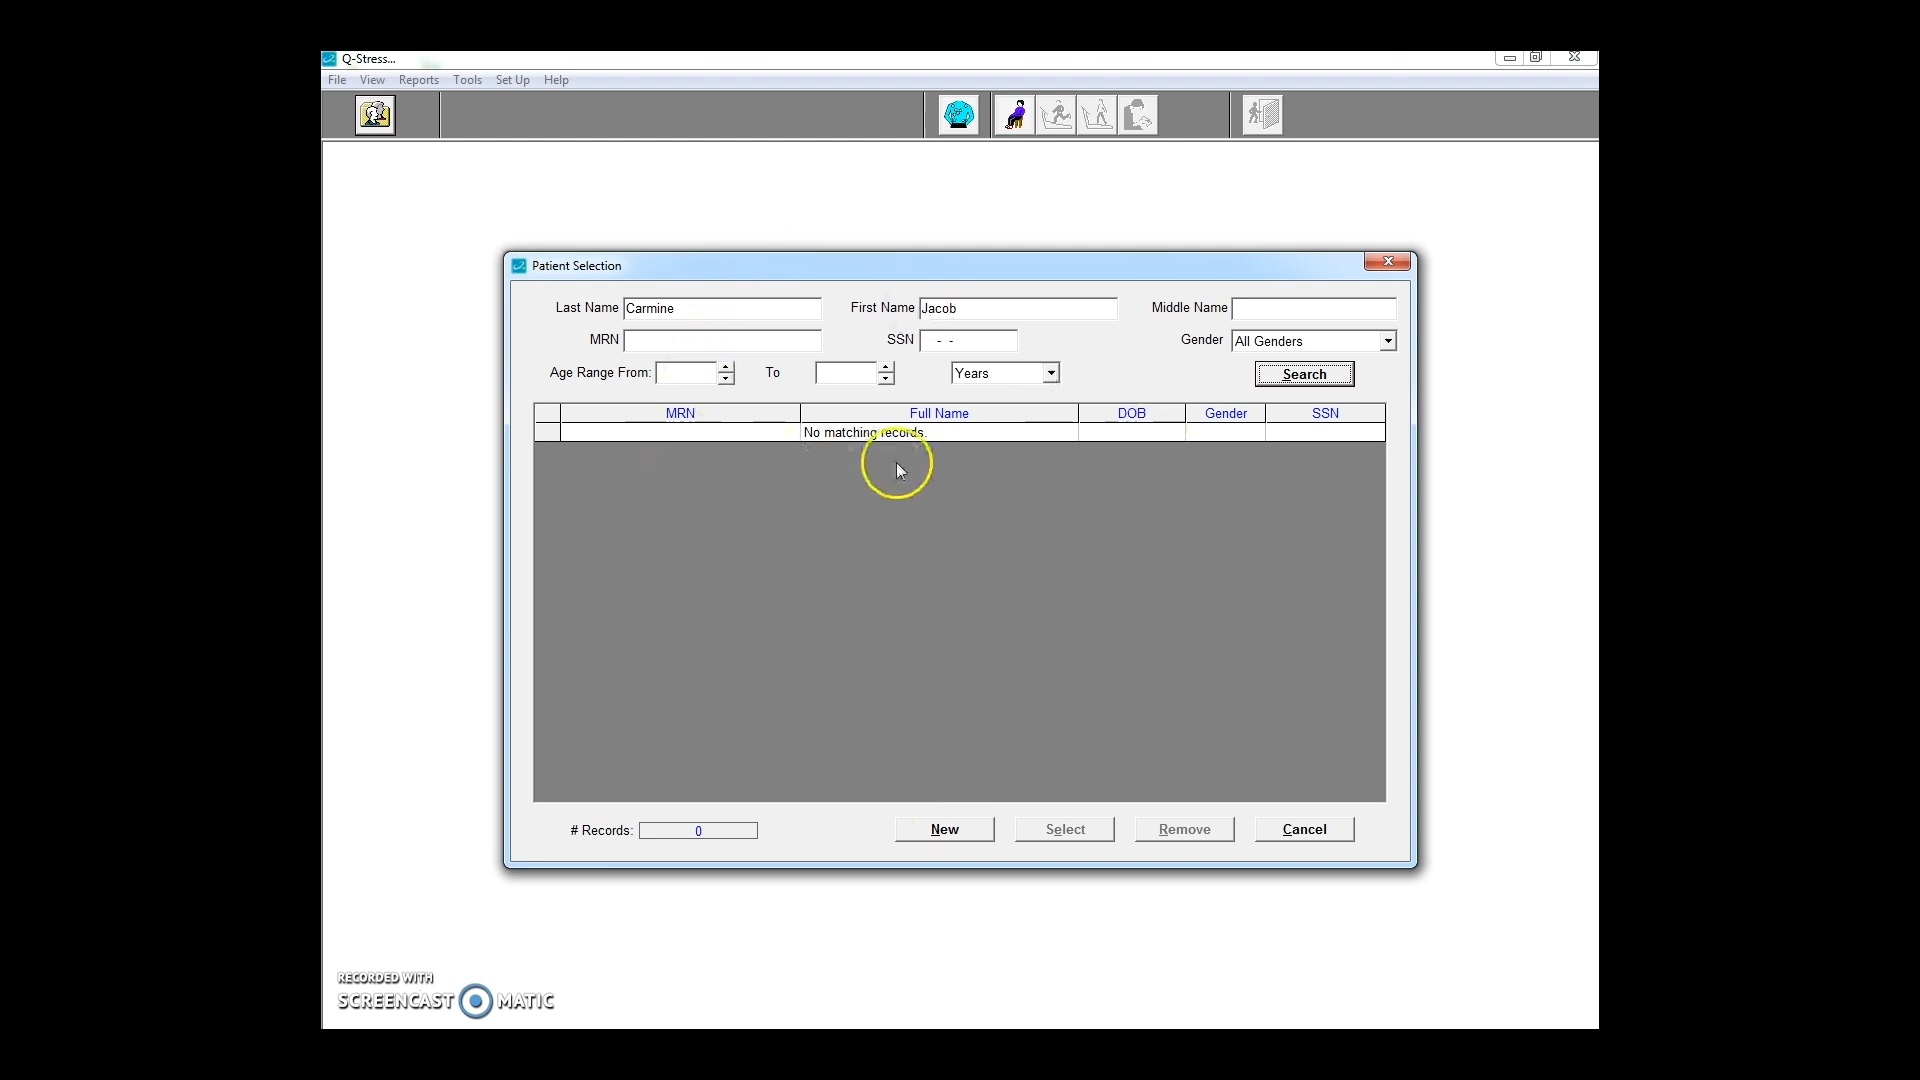 Q-Stress...
File View Reports Tools Set Up Help
Patient Selection
Last Name Carmine First Name Jacob Middle Name
MRN SSN - - Gender All Genders
Age Range From: To Years Search
MRN Full Name DOB Gender SSN
No matching records.
# Records: 0 New Select Remove Cancel
RECORDED WITH
SCREENCAST MATIC